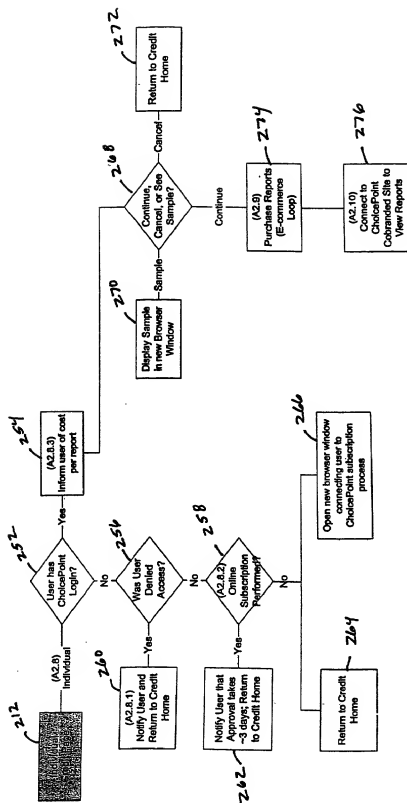 212
(A2.8)
Individual
252
User has
ChoicePoint
Login?
Yes
254
(A2.8.3)
Inform user of cost
per report
No
256
Was User
Denied
Access?
Yes
260
(A2.8.1)
Notify User and
Return to Credit
Home
No
258
(A2.8.2)
Online
Subscription
Performed?
Yes
262
Notify User that
Approval takes
~3 days; Return
to Credit Home
No
264
Return to Credit
Home
266
Open new browser window
connecting user to
ChoicePoint subscription
process
268
Continue,
Cancel, or See
Sample?
Sample
270
Display Sample
in new Browser
Window
Cancel
272
Return to Credit
Home
Continue
274
(A2.9)
Purchase Reports
(E-commerce
Loop)
276
(A2.10)
Connect to
ChoicePoint
Cobranded Site to
View Reports